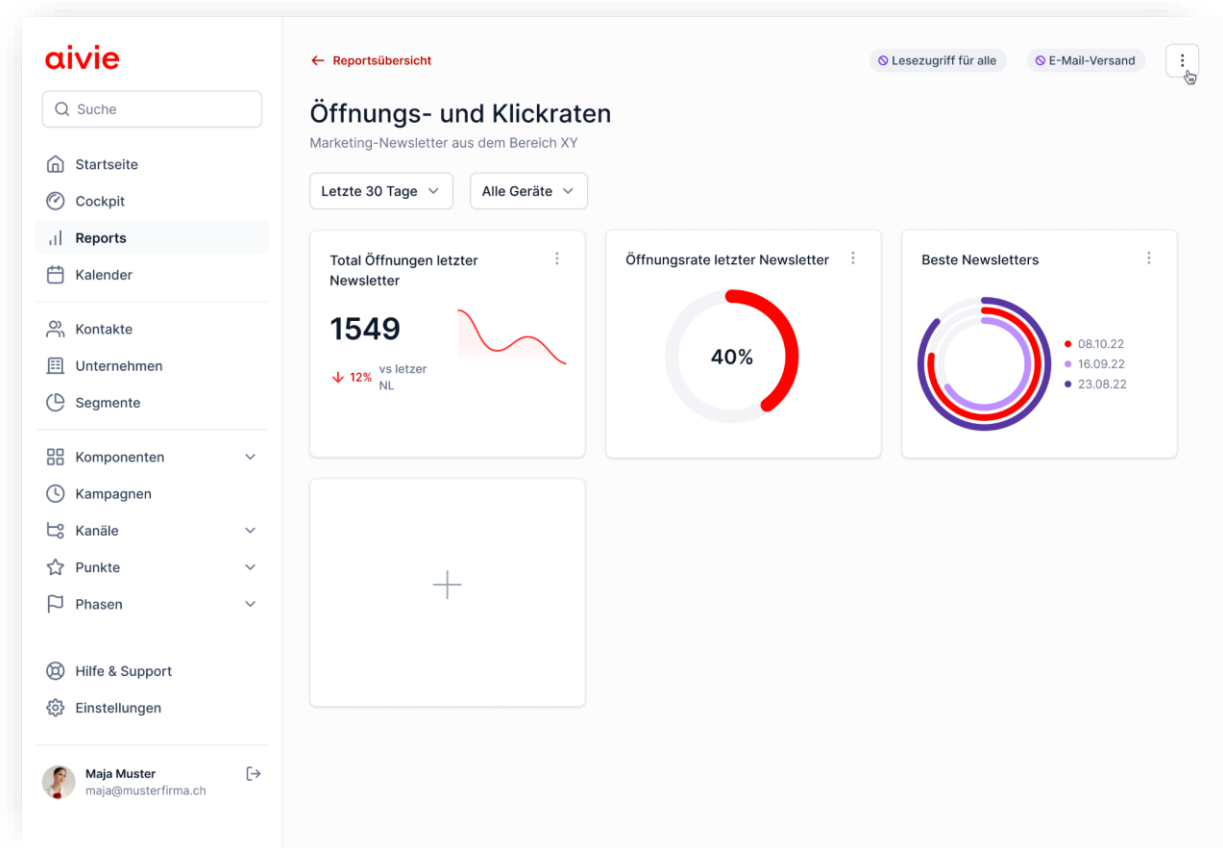 aivie
Suche
Startseite
Cockpit
Reports
Kalender
Kontakte
Unternehmen
Segmente
Komponenten
Kampagnen
Kanäle
Punkte
Phasen
Hilfe & Support
Einstellungen
Maja Muster
maja@musterfirma.ch
Reportsübersicht
Lesezugriff für alle
E-Mail-Versand
Öffnungs- und Klickraten
Marketing-Newsletter aus dem Bereich XY
Letzte 30 Tage
Alle Geräte
Total Öffnungen letzter
Newsletter
1549
12%
vs letzer
NL
Öffnungsrate letzter Newsletter
40%
Beste Newsletters
08.10.22
16.09.22
23.08.22